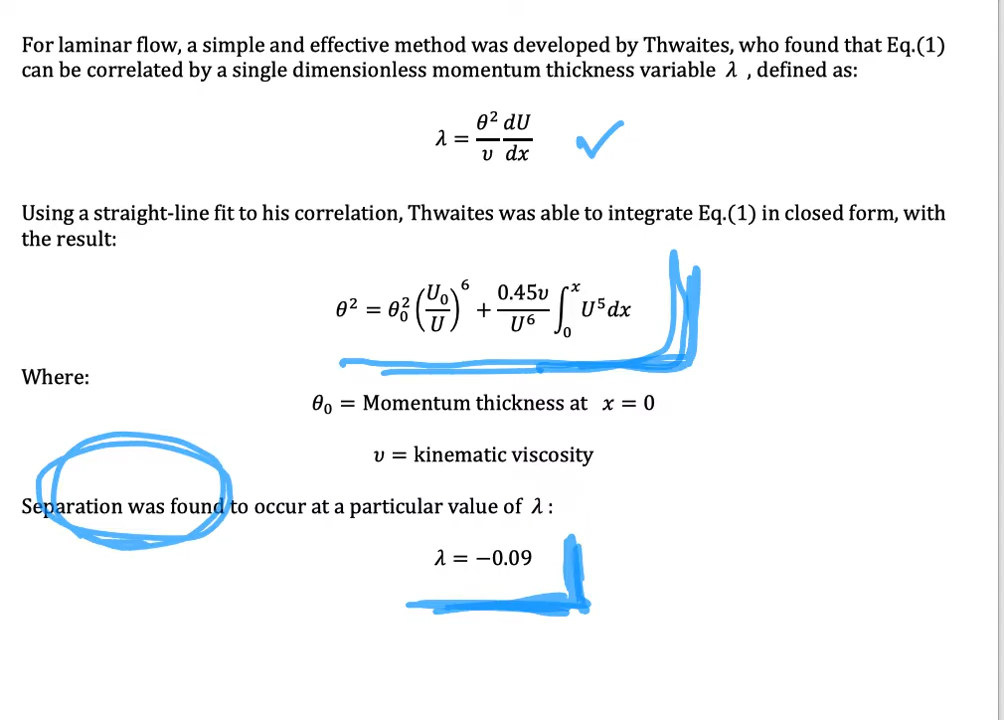 For laminar flow, a simple and effective method was developed by Thwaites, who found that Eq.(1)
can be correlated by a single dimensionless momentum thickness variable λ , defined as:
λ = θ² dU / υ dx
Using a straight-line fit to his correlation, Thwaites was able to integrate Eq.(1) in closed form, with
the result:
θ² = θ₀² (U₀/U)⁶ + 0.45υ/U⁶ ∫₀ˣ U⁵dx
Where:
θ₀ = Momentum thickness at x = 0
υ = kinematic viscosity
Separation was found to occur at a particular value of λ :
λ = −0.09